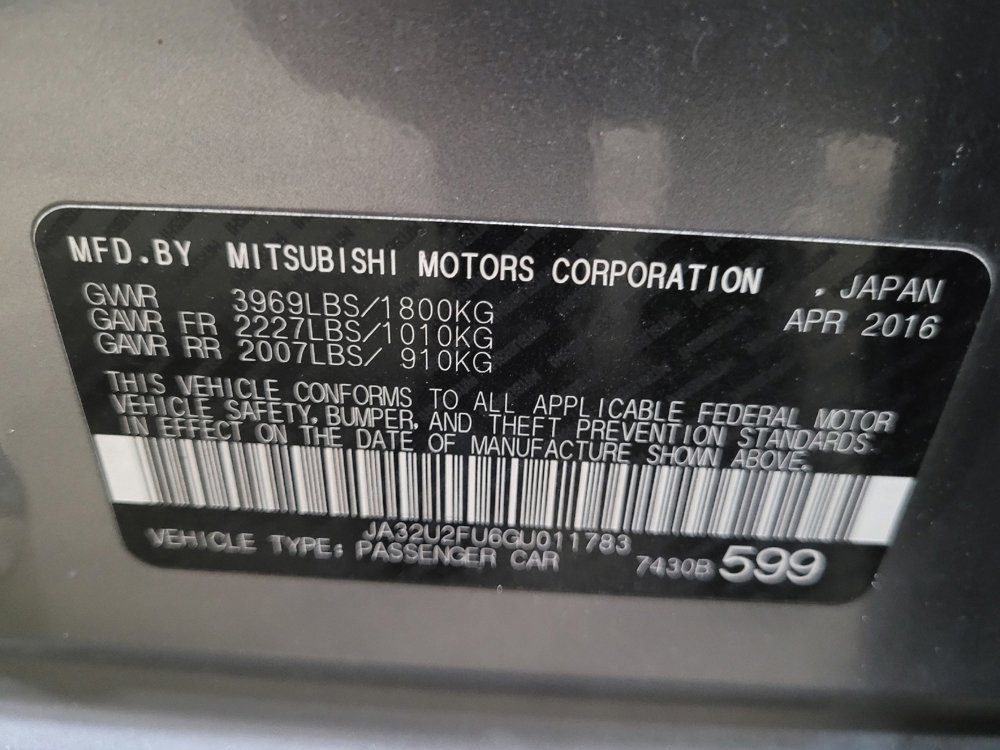 MFD.BY MITSUBISHI MOTORS CORPORATION , JAPAN
GVWR 3969LBS/1800KG APR 2016
GAWR FR 2227LBS/1010KG
GAWR RR 2007LBS/ 910KG
THIS VEHICLE CONFORMS TO ALL APPLICABLE FEDERAL MOTOR
VEHICLE SAFETY, BUMPER, AND THEFT PREVENTION STANDARDS
IN EFFECT ON THE DATE OF MANUFACTURE SHOWN ABOVE.
JA32U2FU6GU011783
VEHICLE TYPE: PASSENGER CAR 7430B 599